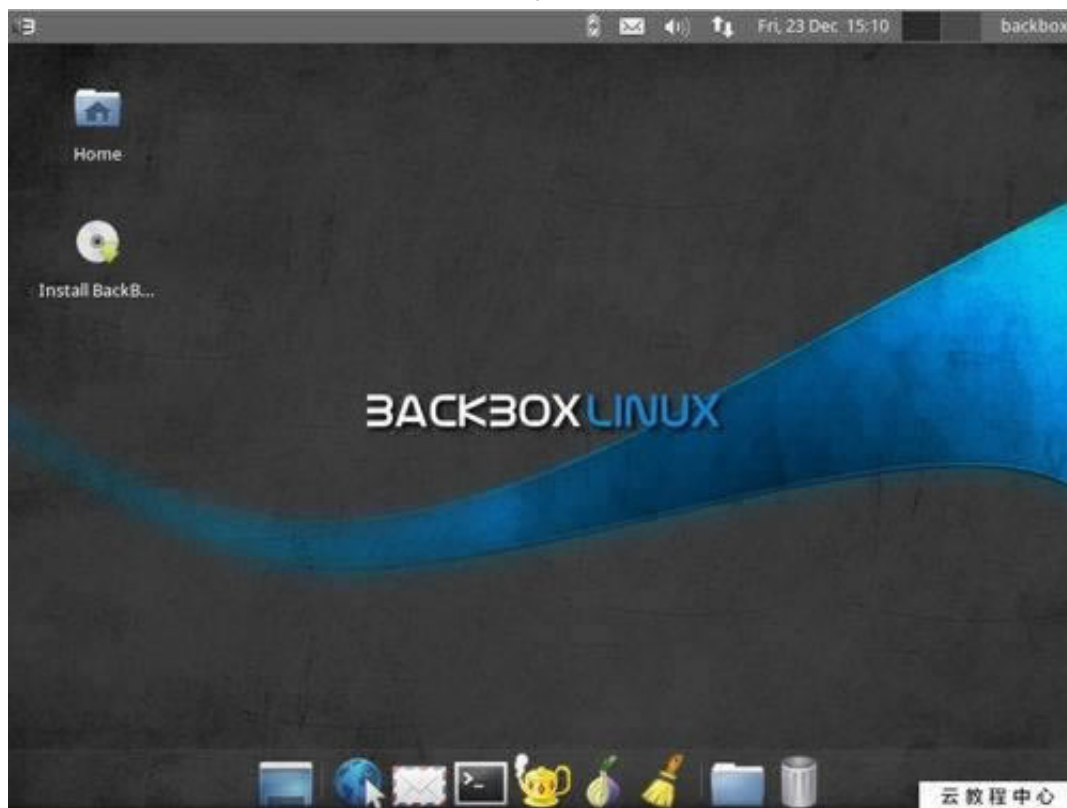 Fri, 23 Dec 15:10
backbox
Home
Install BackB...
BACKBOX LINUX
>_
云教程中心